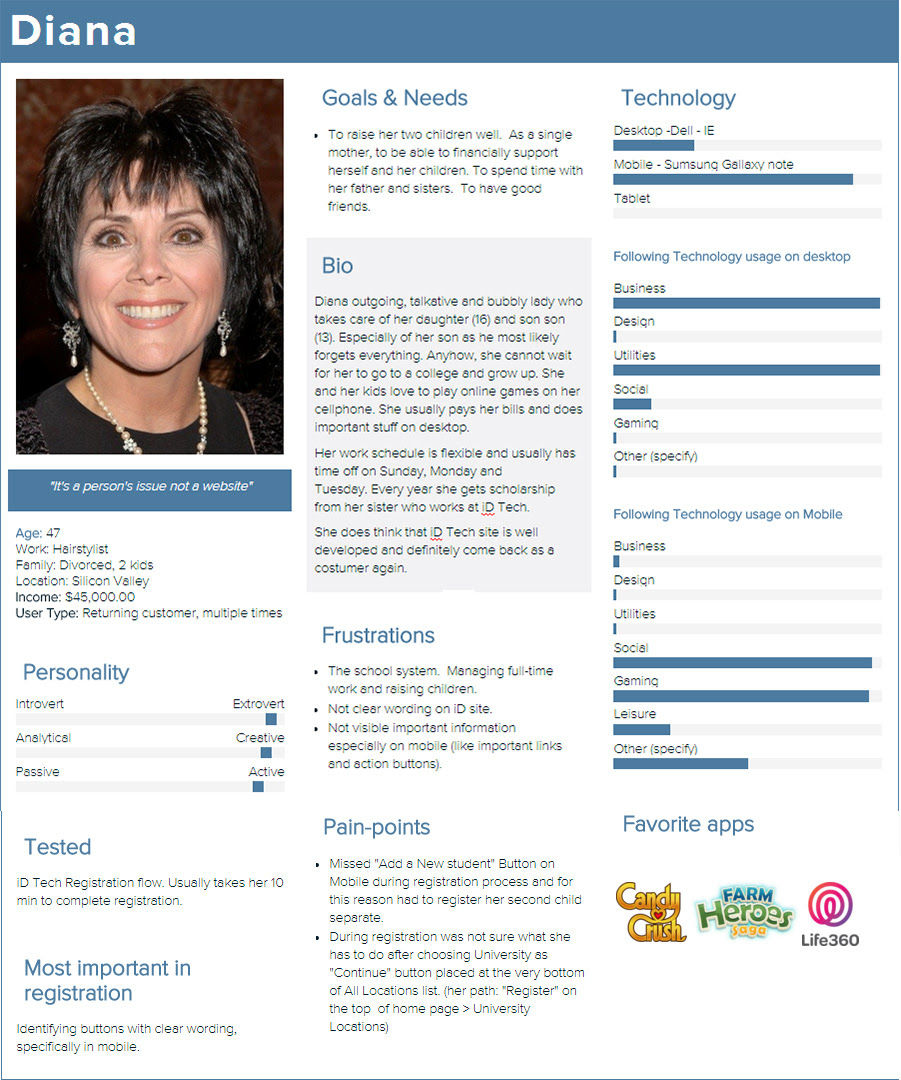 Diana
"It's a person's issue not a website"
Age: 47
Work: Hairstylist
Family: Divorced, 2 kids
Location: Silicon Valley
Income: $45,000.00
User Type: Returning customer, multiple times
Personality
Introvert Extrovert
Analytical Creative
Passive Active
Tested
iD Tech Registration flow. Usually takes her 10
min to complete registration.
Most important in
registration
Identifying buttons with clear wording,
specifically in mobile.
Goals & Needs
• To raise her two children well. As a single
mother, to be able to financially support
herself and her children. To spend time with
her father and sisters. To have good
friends.
Bio
Diana outgoing, talkative and bubbly lady who
takes care of her daughter (16) and son son
(13). Especially of her son as he most likely
forgets everything. Anyhow, she cannot wait
for her to go to a college and grow up. She
and her kids love to play online games on her
cellphone. She usually pays her bills and does
important stuff on desktop.
Her work schedule is flexible and usually has
time off on Sunday, Monday and
Tuesday. Every year she gets scholarship
from her sister who works at iD Tech.
She does think that iD Tech site is well
developed and definitely come back as a
costumer again.
Frustrations
• The school system. Managing full-time
work and raising children.
• Not clear wording on iD site.
• Not visible important information
especially on mobile (like important links
and action buttons).
Pain-points
• Missed "Add a New student" Button on
Mobile during registration process and for
this reason had to register her second child
separate.
• During registration was not sure what she
has to do after choosing University as
"Continue" button placed at the very bottom
of All Locations list. (her path: "Register" on
the top of home page > University
Locations)
Technology
Desktop -Dell - IE
Mobile - Sumsung Gallaxy note
Tablet
Following Technology usage on desktop
Business
Design
Utilities
Social
Gaming
Other (specify)
Following Technology usage on Mobile
Business
Design
Utilities
Social
Gaming
Leisure
Other (specify)
Favorite apps
Candy
Crush
FARM
Heroes
saga
Life360